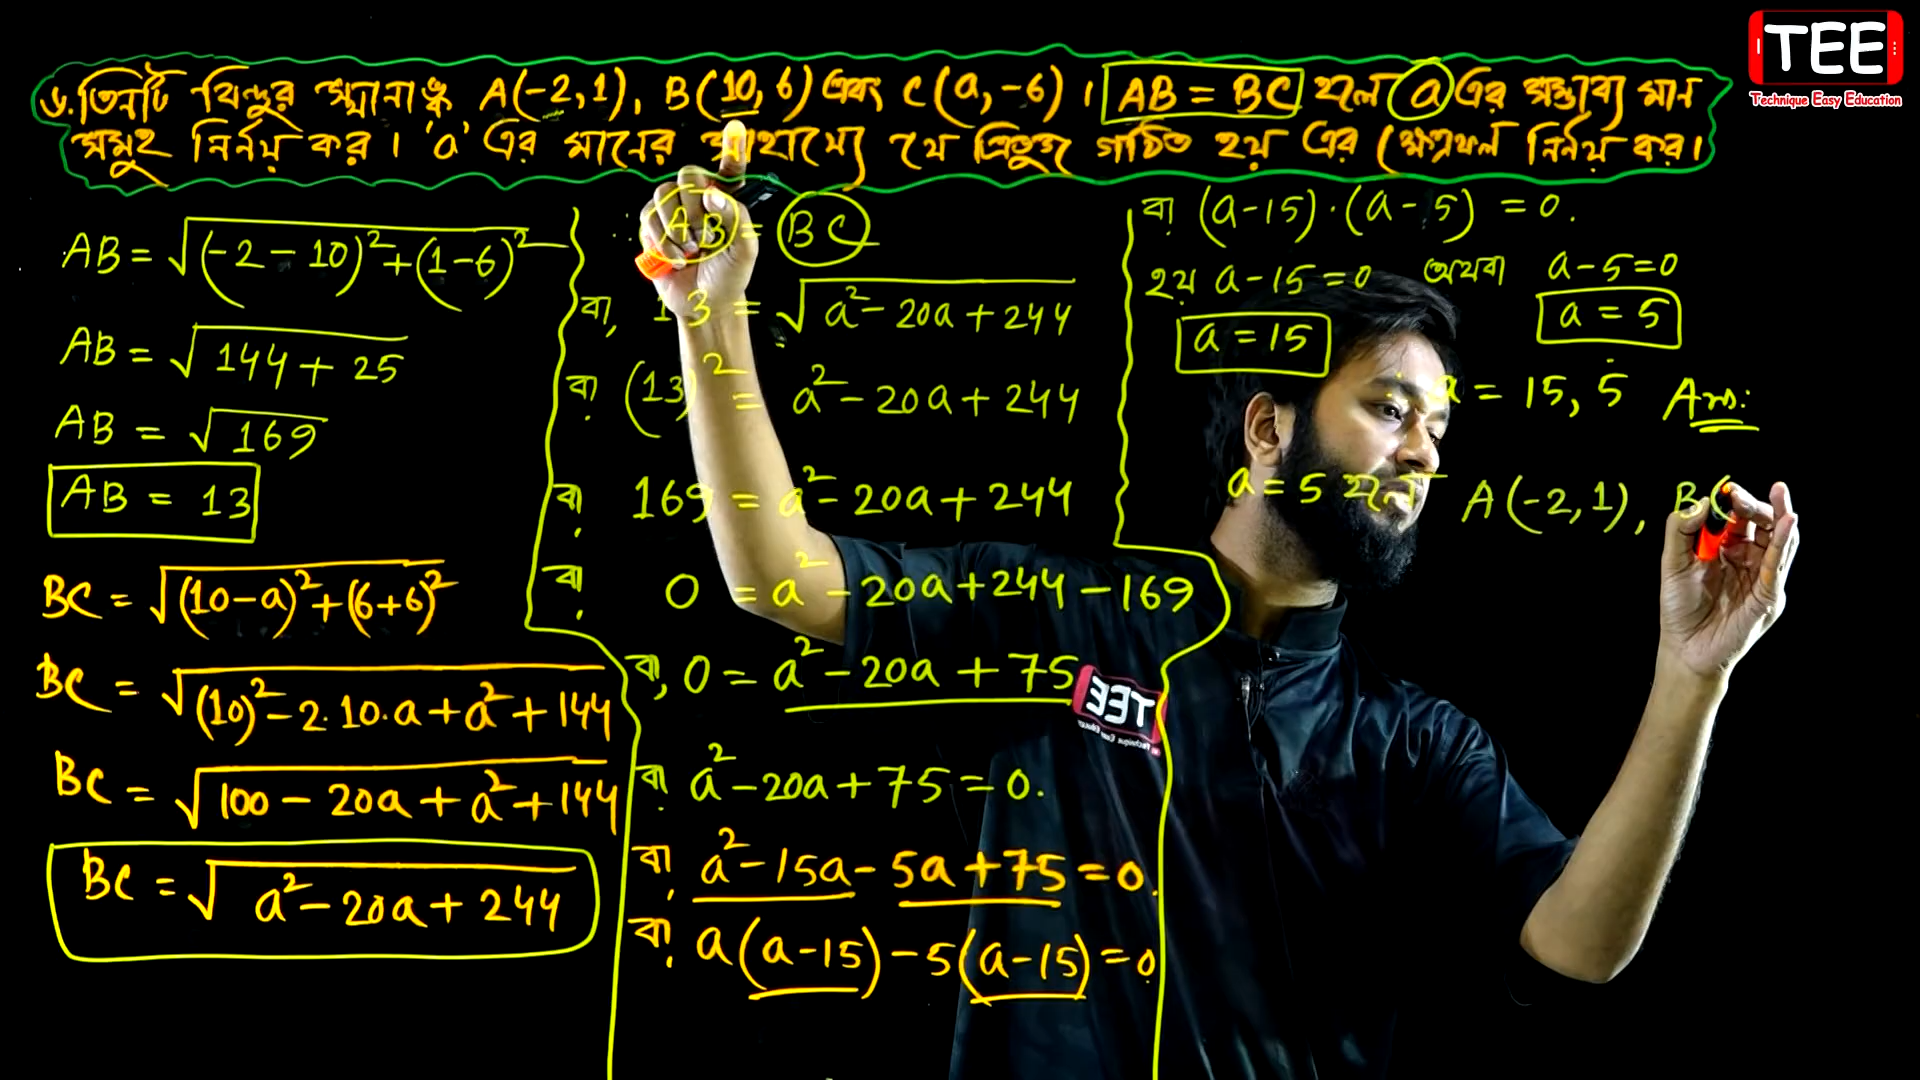 ৬. তিনটি বিন্দুর স্থানাঙ্ক A(-2,1), B(10,6) এবং C(a,-6) । AB = BC হলে a এর সম্ভাব্য মান
সমূহ নির্নয় কর । 'a' এর মানের সাহায্যে যে ত্রিভুজ গঠিত হয় এর ক্ষেত্রফল নির্নয় কর।
TEE
Technique Easy Education
AB = √(-2-10)²+(1-6)²
AB = √144+25
AB = √169
AB = 13
BC = √(10-a)²+(6+6)²
BC = √(10)²-2.10.a+a²+144
BC = √100-20a+a²+144
BC = √a²-20a+244
AB = BC
বা, 13 = √a²-20a+244
বা, (13)² = a²-20a+244
বা, 169 = a²-20a+244
বা, 0 = a²-20a+244-169
বা, 0 = a²-20a+75
বা, a²-20a+75=0.
বা, a²-15a-5a+75=0.
বা, a(a-15)-5(a-15)=0
বা (a-15).(a-5) = 0.
হয় a-15=0 অথবা a-5=0
a=15 a=5
∴ a = 15, 5 Ans:
a=5 হলে A(-2,1), B(
TEE